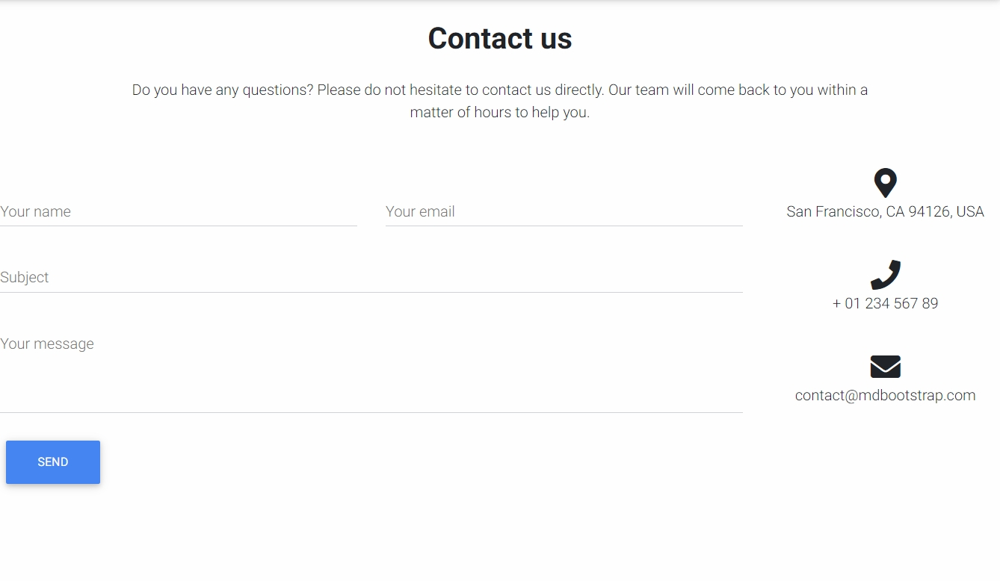 Contact us
Do you have any questions? Please do not hesitate to contact us directly. Our team will come back to you within a
matter of hours to help you.
Your name
Your email
Subject
Your message
SEND
San Francisco, CA 94126, USA
+ 01 234 567 89
contact@mdbootstrap.com